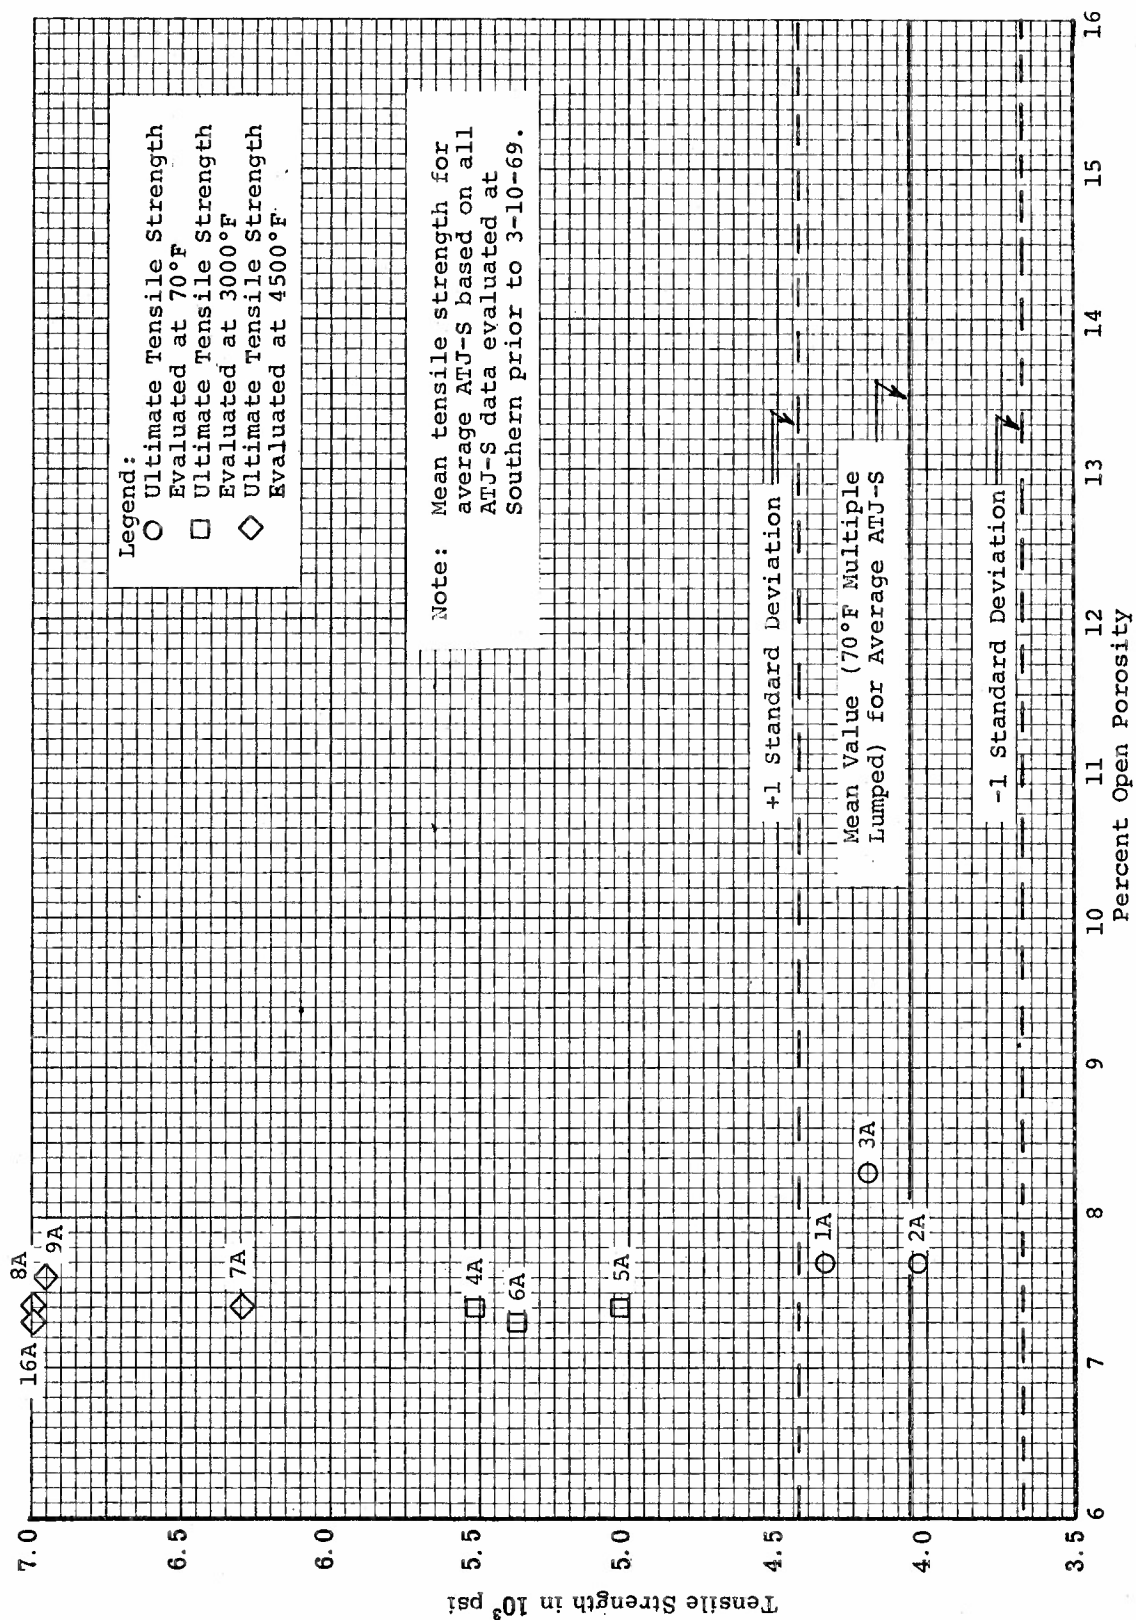 Legend:
○ Ultimate Tensile Strength
Evaluated at 70°F
□ Ultimate Tensile Strength
Evaluated at 3000°F
◇ Ultimate Tensile Strength
Evaluated at 4500°F
Note: Mean tensile strength for
average ATJ-S based on all
ATJ-S data evaluated at
Southern prior to 3-10-69.
+1 Standard Deviation
Mean Value (70°F Multiple
Lumped) for Average ATJ-S
-1 Standard Deviation
16A
8A
9A
7A
4A
6A
5A
1A
3A
2A
Tensile Strength in 10³ psi
7.0
6.5
6.0
5.5
5.0
4.5
4.0
3.5
6 7 8 9 10 11 12 13 14 15 16
Percent Open Porosity